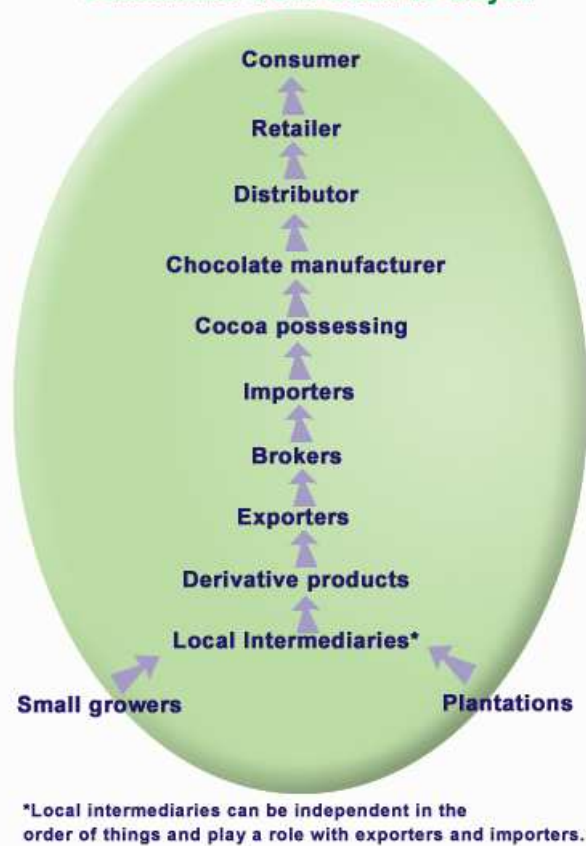 Consumer
Retailer
Distributor
Chocolate manufacturer
Cocoa possessing
Importers
Brokers
Exporters
Derivative products
Local Intermediaries*
Small growers Plantations
*Local intermediaries can be independent in the
order of things and play a role with exporters and importers.